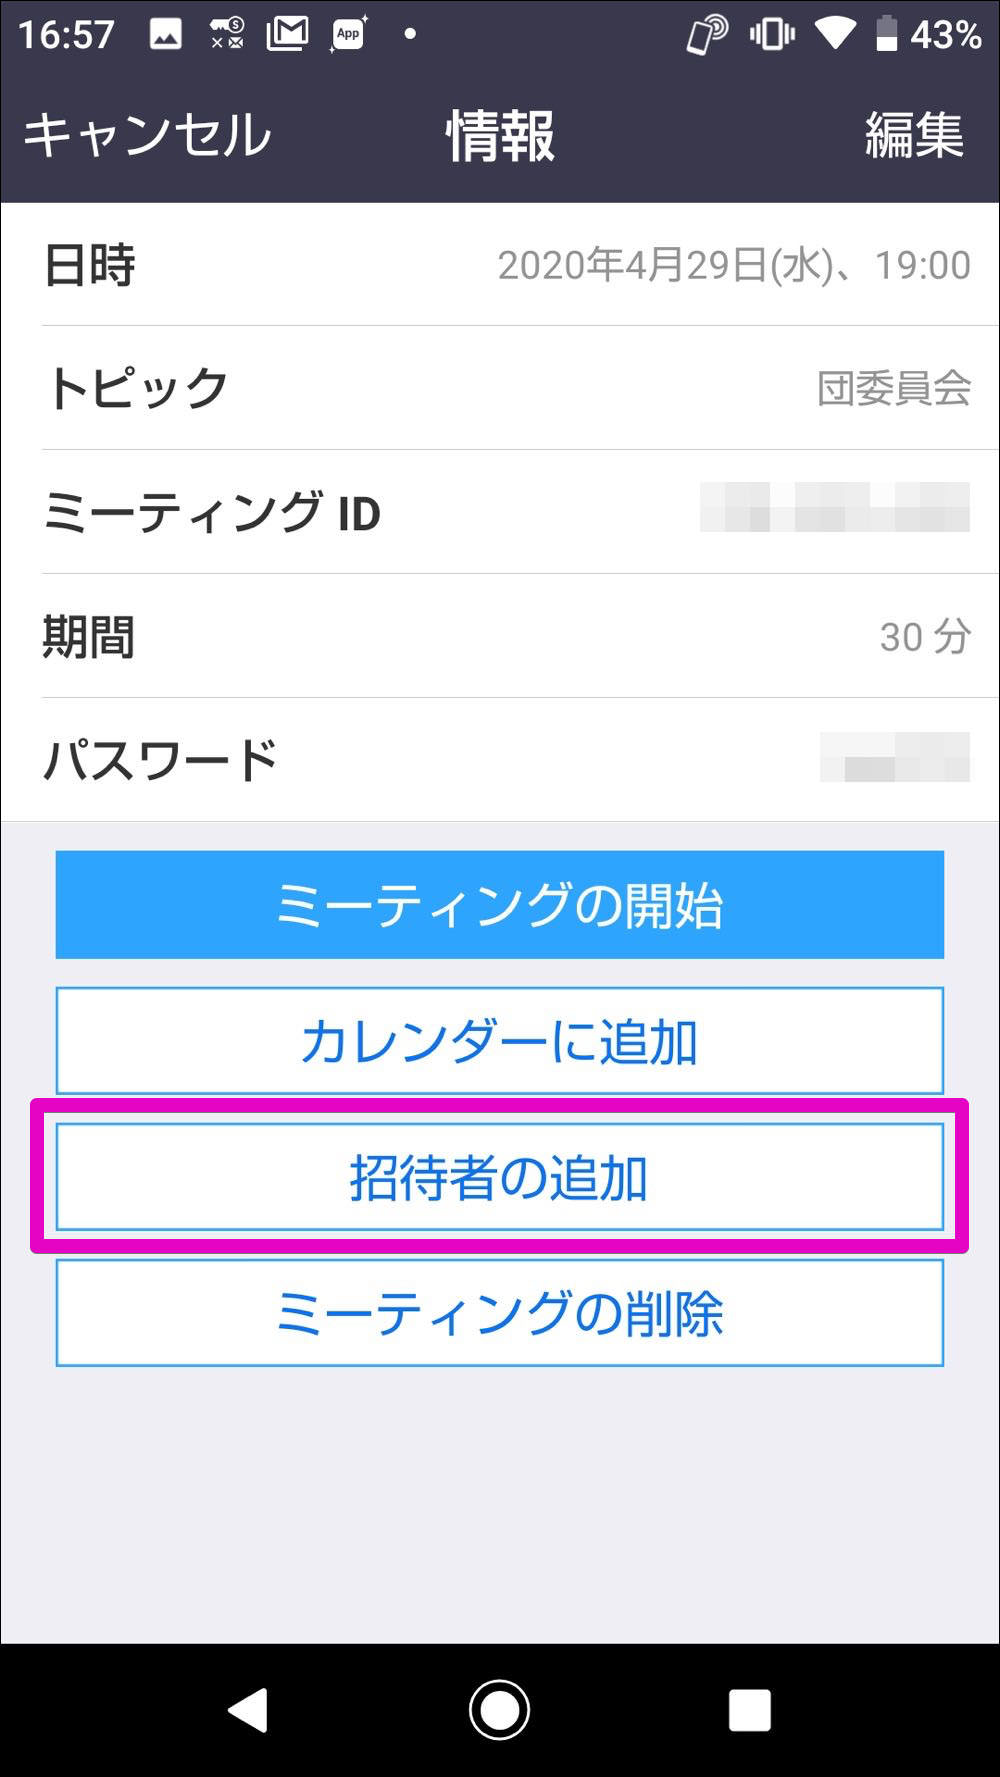 16:57 App 43%
キャンセル 情報 編集
日時 2020年4月29日(水)、19:00
トピック 団委員会
ミーティング ID
期間 30 分
パスワード
ミーティングの開始
カレンダーに追加
招待者の追加
ミーティングの削除